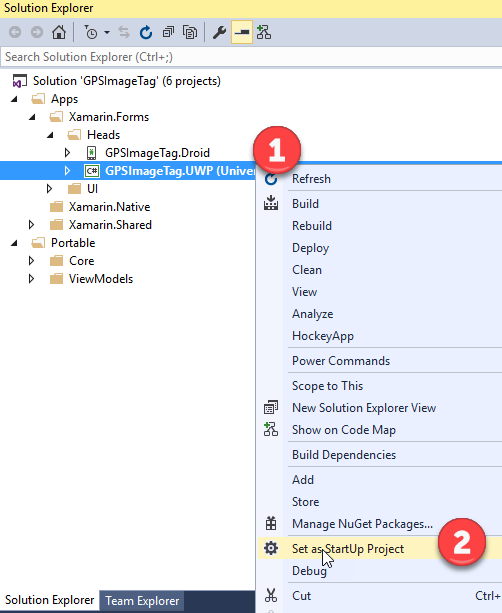 Solution Explorer
Search Solution Explorer (Ctrl+;)
Solution 'GPSImageTag' (6 projects)
Apps
Xamarin.Forms
Heads
GPSImageTag.Droid
1
C# GPSImageTag.UWP (Univer
UI
Xamarin.Native
Xamarin.Shared
Portable
Core
ViewModels
Refresh
Build
Rebuild
Deploy
Clean
View
Analyze
HockeyApp
Power Commands
Scope to This
New Solution Explorer View
Show on Code Map
Build Dependencies
Add
Store
Manage NuGet Packages...
Set as StartUp Project
2
Debug
Cut Ctrl+
Solution Explorer Team Explorer